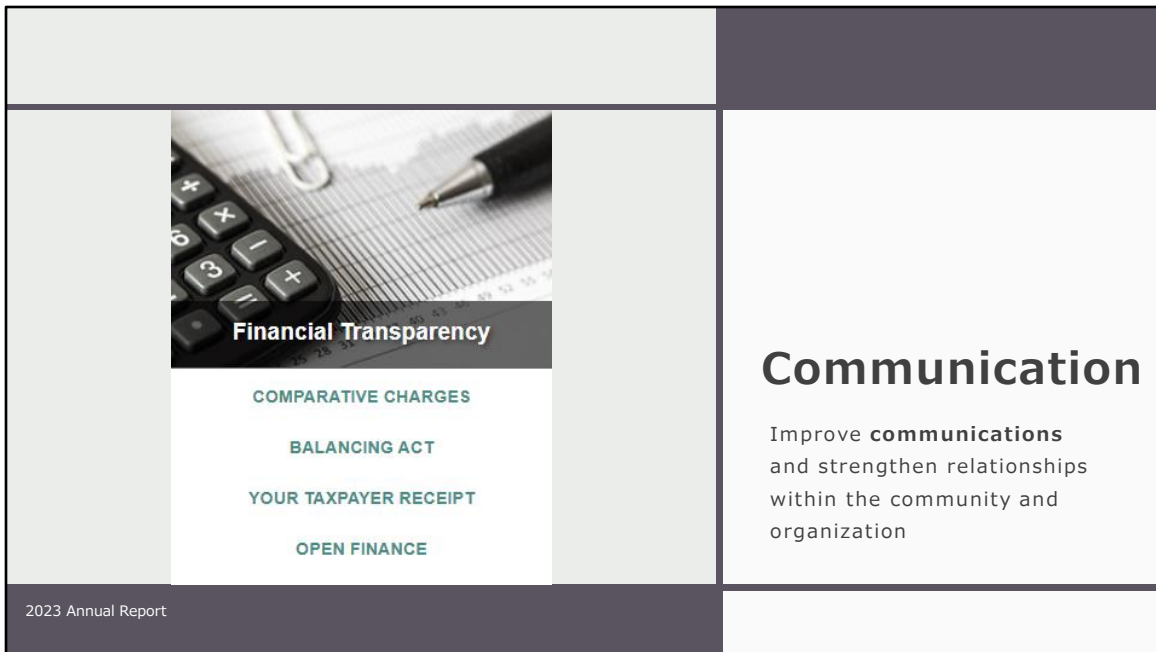 Financial Transparency
COMPARATIVE CHARGES
BALANCING ACT
YOUR TAXPAYER RECEIPT
OPEN FINANCE
Communication
Improve communications
and strengthen relationships
within the community and
organization
2023 Annual Report